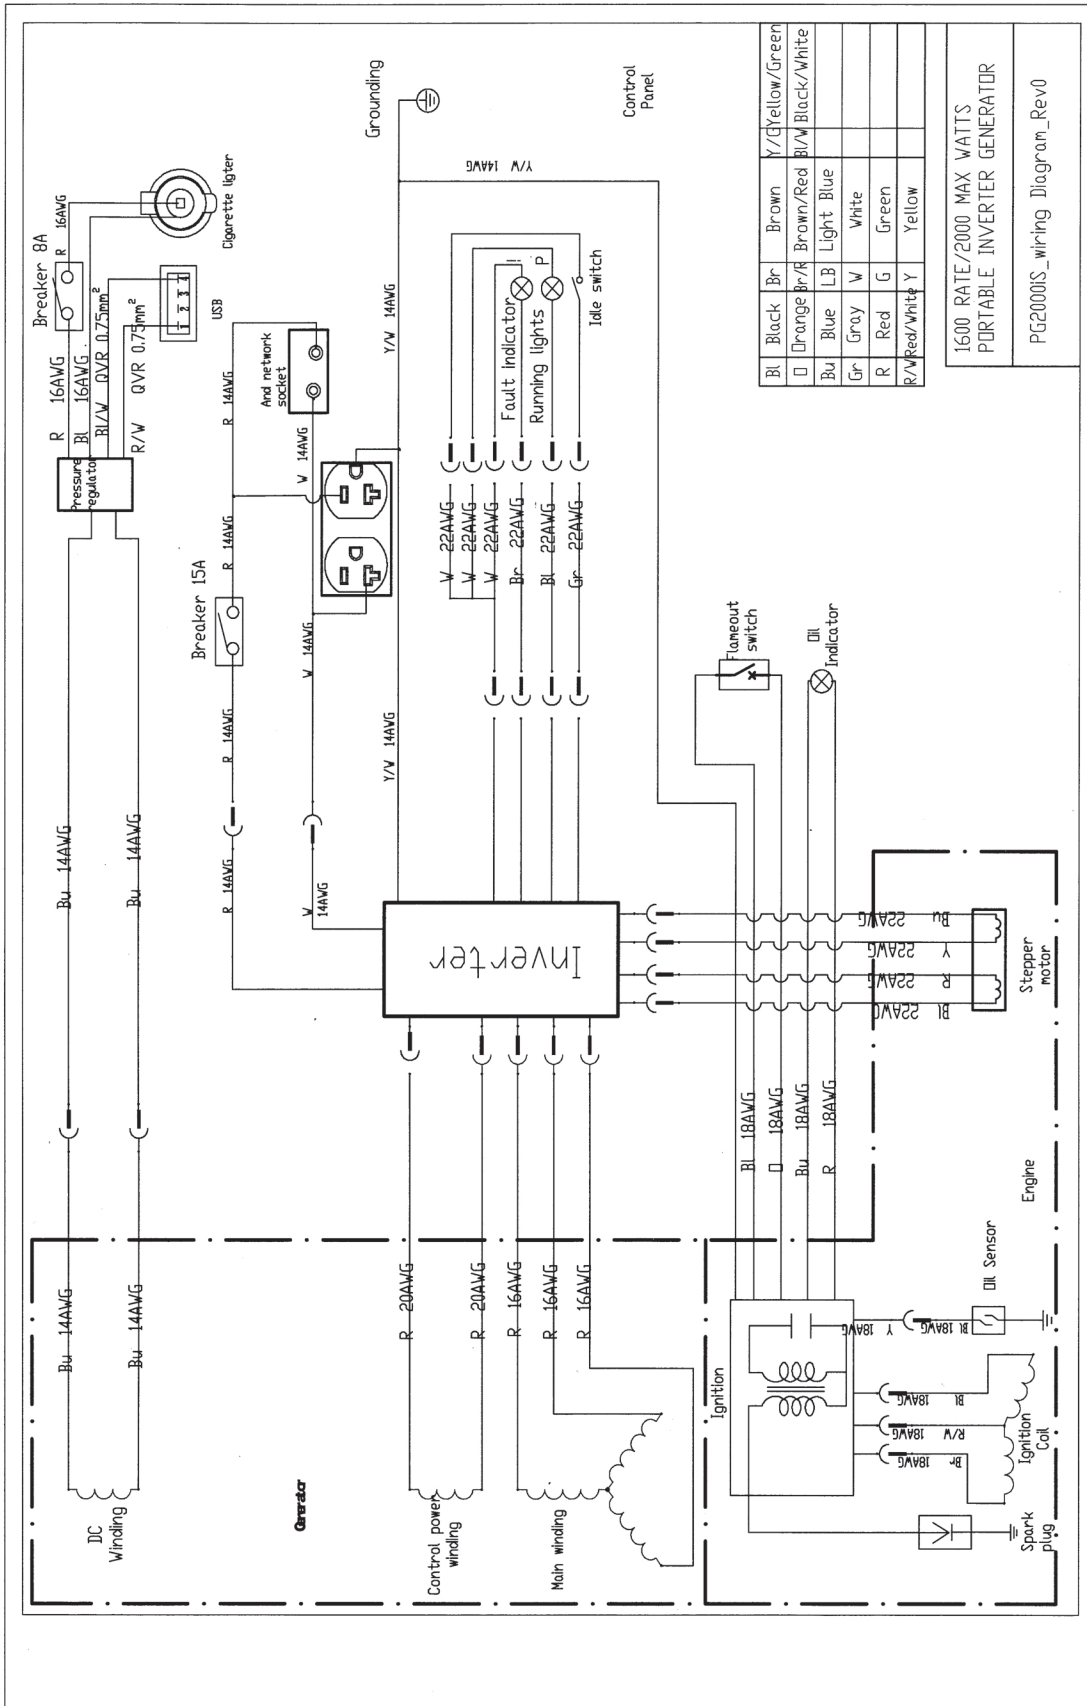 Breaker 8A
R 16AWG
Cigarette ligter
R 16AWG
Bl 16AWG
Bl/W QVR 0.75mm²
R/W QVR 0.75mm²
1 2 3 4
USB
Pressure
regulator
Bu 14AWG
Bu 14AWG
Bu 14AWG
Bu 14AWG
DC
Winding
Breaker 15A
R 14AWG
R 14AWG
R 14AWG
R 14AWG
And network
socket
W 14AWG
W 14AWG
W
14AWG
Grounding
Y/W 14AWG
Y/W 14AWG
Y/W 14AWG
Control
Panel
Inverter
W 22AWG
W 22AWG
W 22AWG
Br 22AWG
Bl 22AWG
Gr 22AWG
Fault indicator
!
Running lights
P
Idle switch
Generator
R 20AWG
R 20AWG
R 16AWG
R 16AWG
R 16AWG
Control power
winding
Main winding
Flameout
switch
Oil
Indicator
Bl 18AWG
O 18AWG
Bu 18AWG
R 18AWG
Bu 22AWG
Y 22AWG
R 22AWG
Bl 22AWG
Stepper
motor
Engine
Ignition
Y 18AWG
Bl 18AWG
Oil Sensor
Bl 18AWG
R/W 18AWG
Br 18AWG
Ignition
Coil
Spark
plug
Bl Black Br Brown Y/G Yellow/Green
O Orange Br/R Brown/Red Bl/W Black/White
Bu Blue LB Light Blue
Gr Gray W White
R Red G Green
R/W Red/White Y Yellow
1600 RATE/2000 MAX WATTS
PORTABLE INVERTER GENERATOR
PG2000iS_wiring Diagram_Rev0